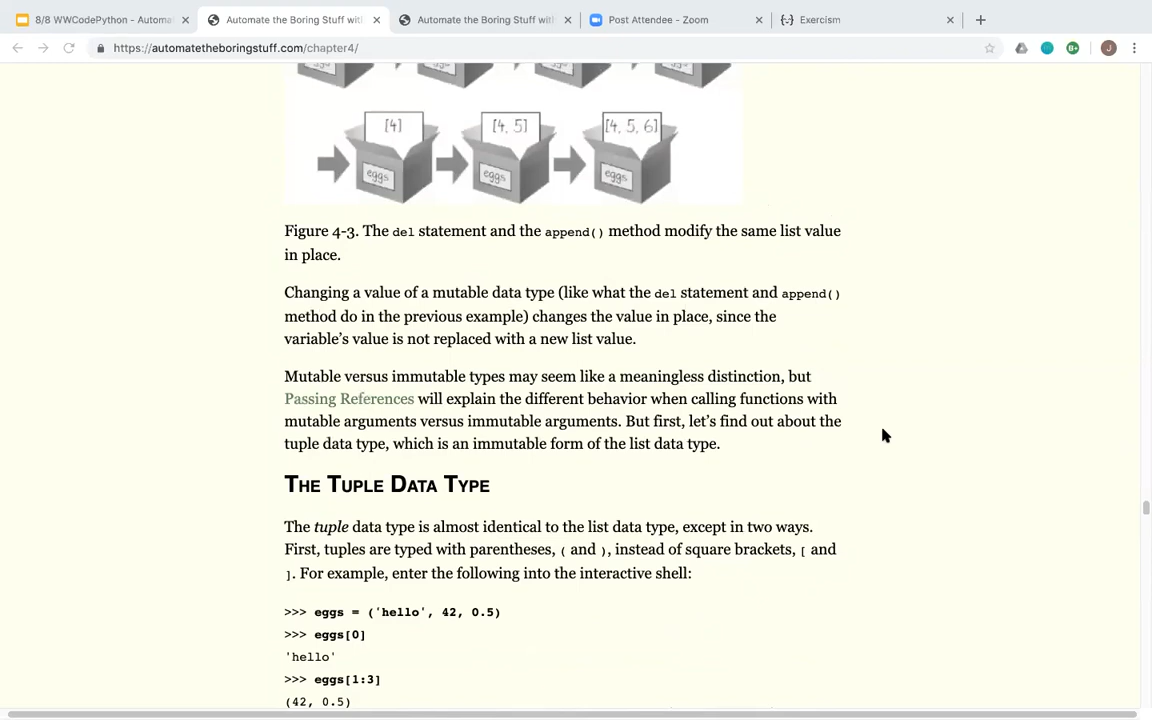 8/8 WWCodePython - Automa
Automate the Boring Stuff wit
Automate the Boring Stuff wit
Post Attendee - Zoom
Exercism
https://automatetheboringstuff.com/chapter4/
J
[4]
[4, 5]
[4, 5, 6]
eggs
eggs
eggs
Figure 4-3. The del statement and the append() method modify the same list value
in place.
Changing a value of a mutable data type (like what the del statement and append()
method do in the previous example) changes the value in place, since the
variable’s value is not replaced with a new list value.
Mutable versus immutable types may seem like a meaningless distinction, but
Passing References will explain the different behavior when calling functions with
mutable arguments versus immutable arguments. But first, let’s find out about the
tuple data type, which is an immutable form of the list data type.
The Tuple Data Type
The tuple data type is almost identical to the list data type, except in two ways.
First, tuples are typed with parentheses, ( and ), instead of square brackets, [ and
]. For example, enter the following into the interactive shell:
>>> eggs = ('hello', 42, 0.5)
>>> eggs[0]
'hello'
>>> eggs[1:3]
(42, 0.5)